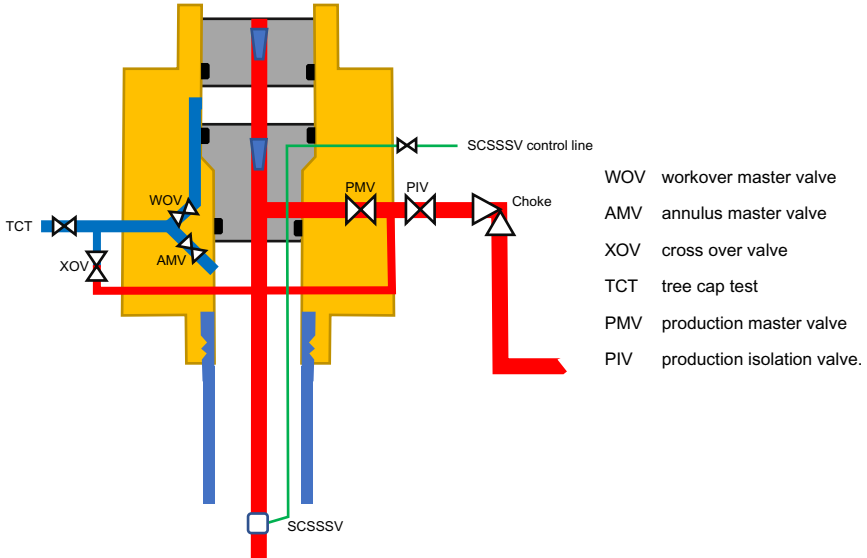 SCSSSV control line
WOV
PMV
PIV
Choke
TCT
XOV
AMV
SCSSSV
WOV workover master valve
AMV annulus master valve
XOV cross over valve
TCT tree cap test
PMV production master valve
PIV production isolation valve.